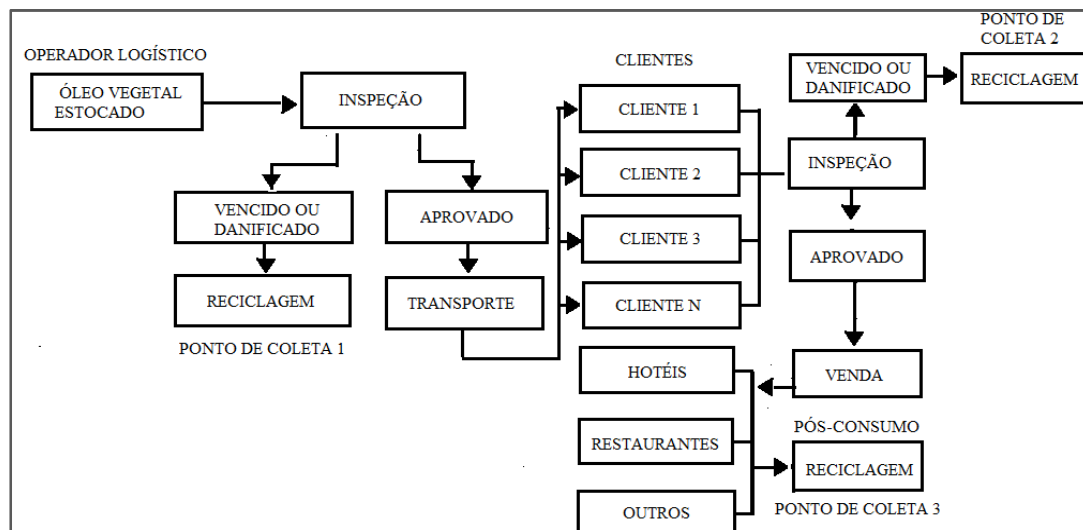 OPERADOR LOGÍSTICO
ÓLEO VEGETAL
ESTOCADO
INSPEÇÃO
VENCIDO OU
DANIFICADO
RECICLAGEM
PONTO DE COLETA 1
APROVADO
TRANSPORTE
CLIENTES
CLIENTE 1
CLIENTE 2
CLIENTE 3
CLIENTE N
PONTO DE
COLETA 2
VENCIDO OU
DANIFICADO
RECICLAGEM
INSPEÇÃO
APROVADO
VENDA
HOTÉIS
RESTAURANTES
OUTROS
PÓS-CONSUMO
RECICLAGEM
PONTO DE COLETA 3